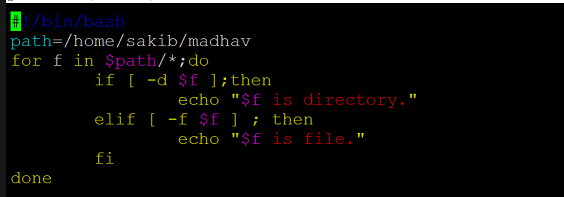 #!/bin/bash
path=/home/sakib/madhav
for f in $path/*;do
        if [ -d $f ];then
                echo "$f is directory."
        elif [ -f $f ] ; then
                echo "$f is file."
        fi
done